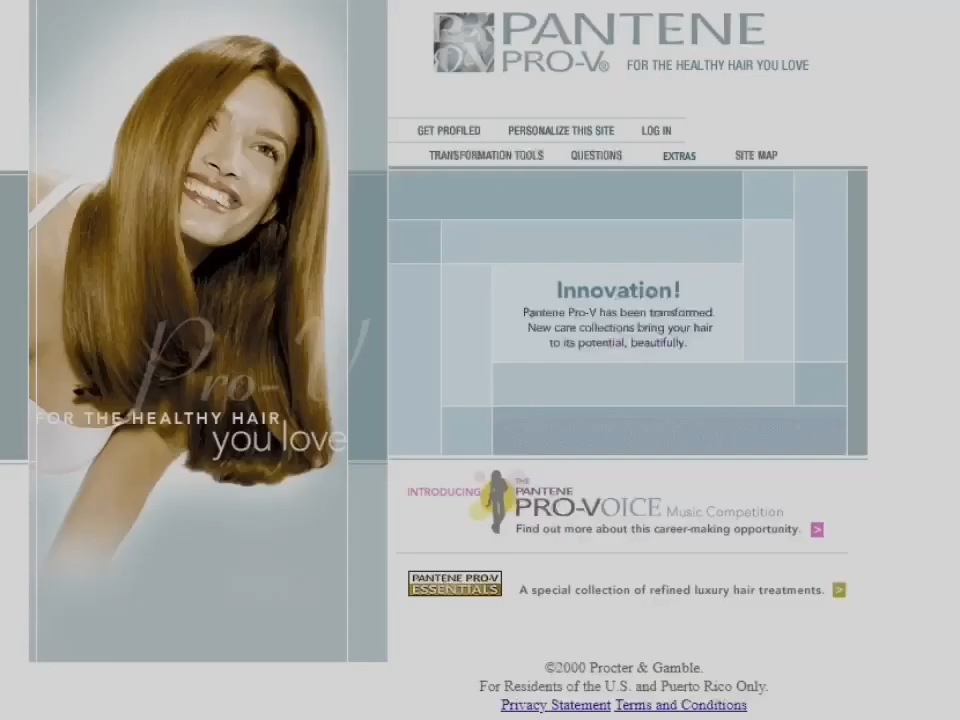 PANTENE
PRO-V® FOR THE HEALTHY HAIR YOU LOVE
GET PROFILED PERSONALIZE THIS SITE LOG IN
TRANSFORMATION TOOLS QUESTIONS EXTRAS SITE MAP
Innovation!
Pantene Pro-V has been transformed.
New care collections bring your hair
to its potential, beautifully.
Pro-V
FOR THE HEALTHY HAIR
you love
INTRODUCING THE
PANTENE
PRO-VOICE Music Competition
Find out more about this career-making opportunity. >
PANTENE PRO-V
ESSENTIALS
A special collection of refined luxury hair treatments. >
©2000 Procter & Gamble.
For Residents of the U.S. and Puerto Rico Only.
Privacy Statement Terms and Conditions